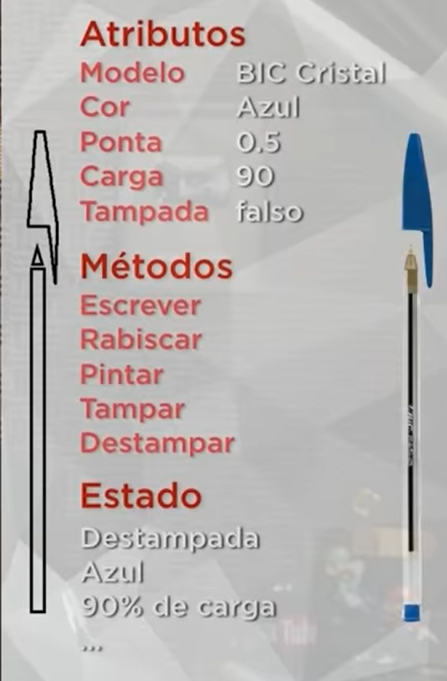 Atributos
Modelo BIC Cristal
Cor Azul
Ponta 0.5
Carga 90
Tampada falso
Métodos
Escrever
Rabiscar
Pintar
Tampar
Destampar
Estado
Destampada
Azul
90% de carga
...